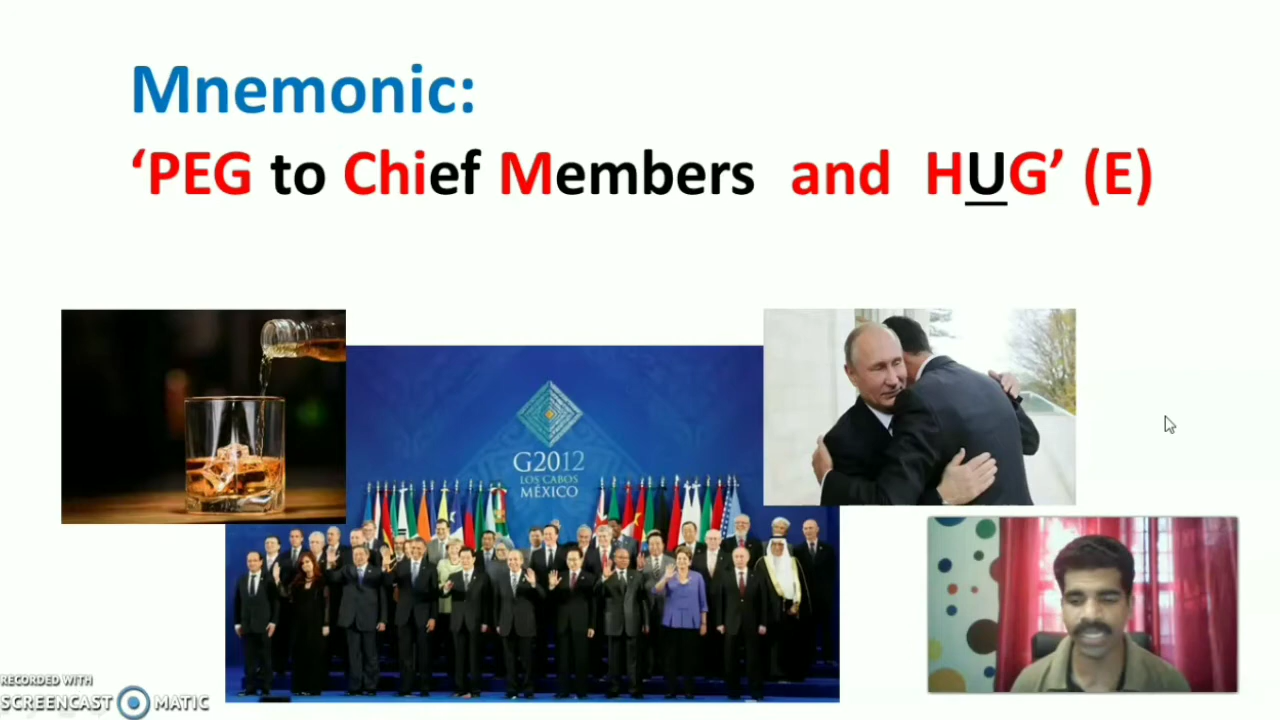 Mnemonic:
‘PEG to Chief Members and HUG’ (E)
G2012
LOS CABOS
MÉXICO
RECORDED WITH
SCREENCAST MATIC